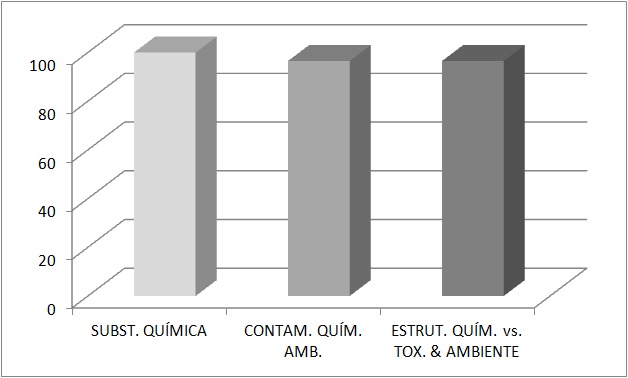 100
80
60
40
20
0
SUBST. QUÍMICA
CONTAM. QUÍM.
AMB.
ESTRUT. QUÍM. vs.
TOX. & AMBIENTE